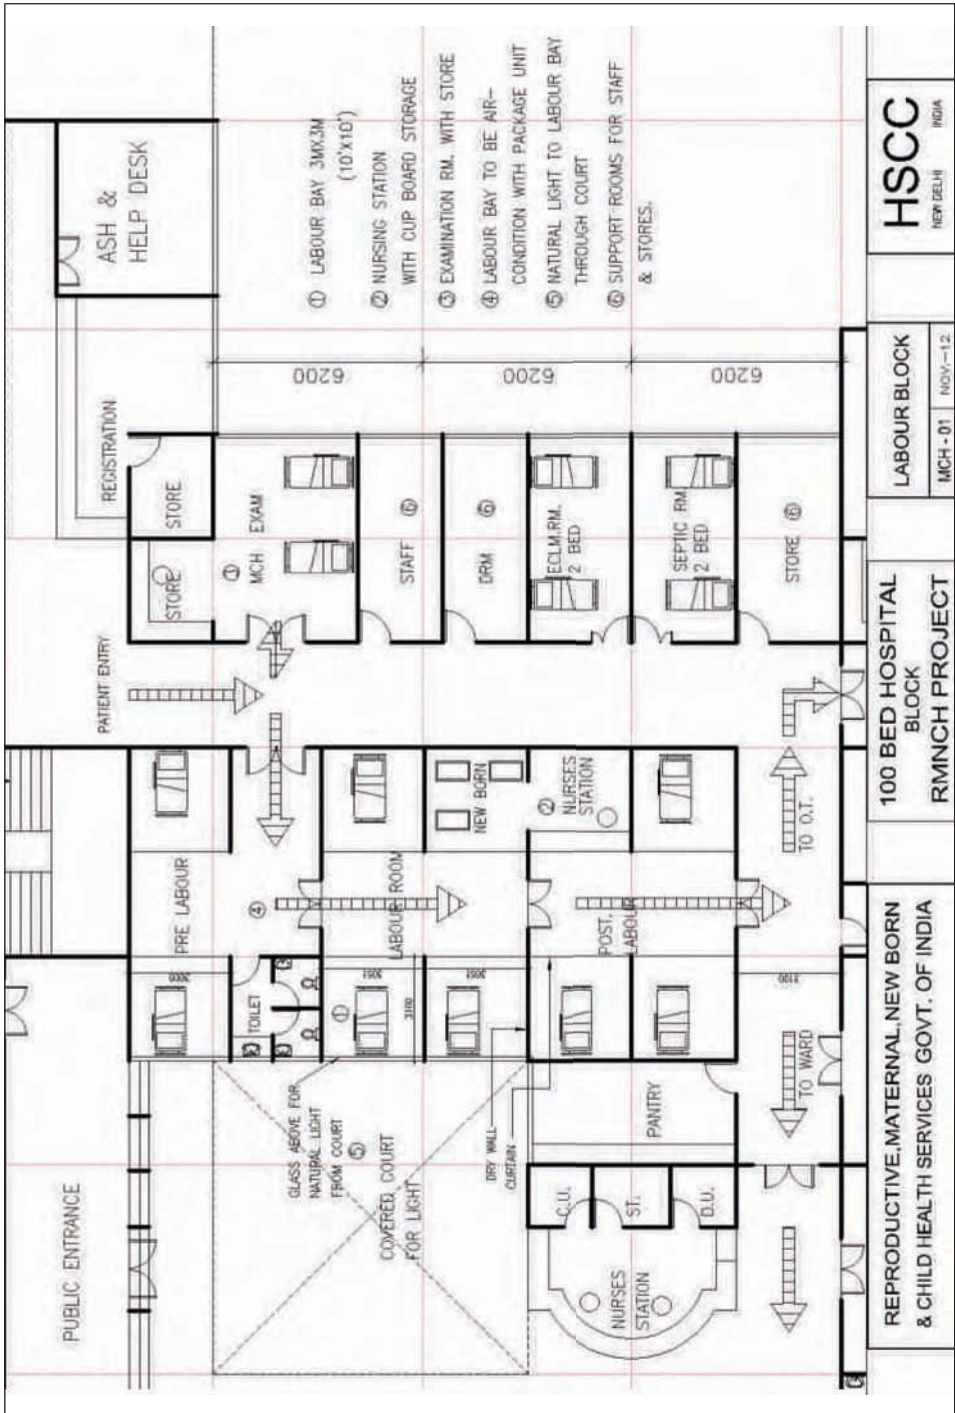 PUBLIC ENTRANCE
PATIENT ENTRY
REGISTRATION
ASH &
HELP DESK
PRE LABOUR
STORE
STORE
3000
TOILET
④
③
MCH EXAM
GLASS ABOVE FOR
NATURAL LIGHT
FROM COURT
⑤
COVERED COURT
FOR LIGHT
①
3100
3051
3051
LABOUR ROOM
NEW BORN
STAFF ⑥
DRM ⑥
6200
6200
6200
DRY WALL
CURTAIN
C.U.
ST.
D.U.
NURSES
STATION
PANTRY
POST.
LABOUR
②
NURSES
STATION
ECLM.RM.
2 BED
SEPTIC RM.
2 BED
STORE ⑥
3100
TO WARD
TO O.T.
① LABOUR BAY 3MX3M
(10'X10')
② NURSING STATION
WITH CUP BOARD STORAGE
③ EXAMINATION RM. WITH STORE
④ LABOUR BAY TO BE AIR-
CONDITION WITH PACKAGE UNIT
⑤ NATURAL LIGHT TO LABOUR BAY
THROUGH COURT
⑥ SUPPORT ROOMS FOR STAFF
& STORES.
REPRODUCTIVE,MATERNAL,NEW BORN
& CHILD HEALTH SERVICES GOVT. OF INDIA
100 BED HOSPITAL
BLOCK
RMNCH PROJECT
LABOUR BLOCK
MCH - 01 NOV.-12
HSCC
NEW DELHI INDIA